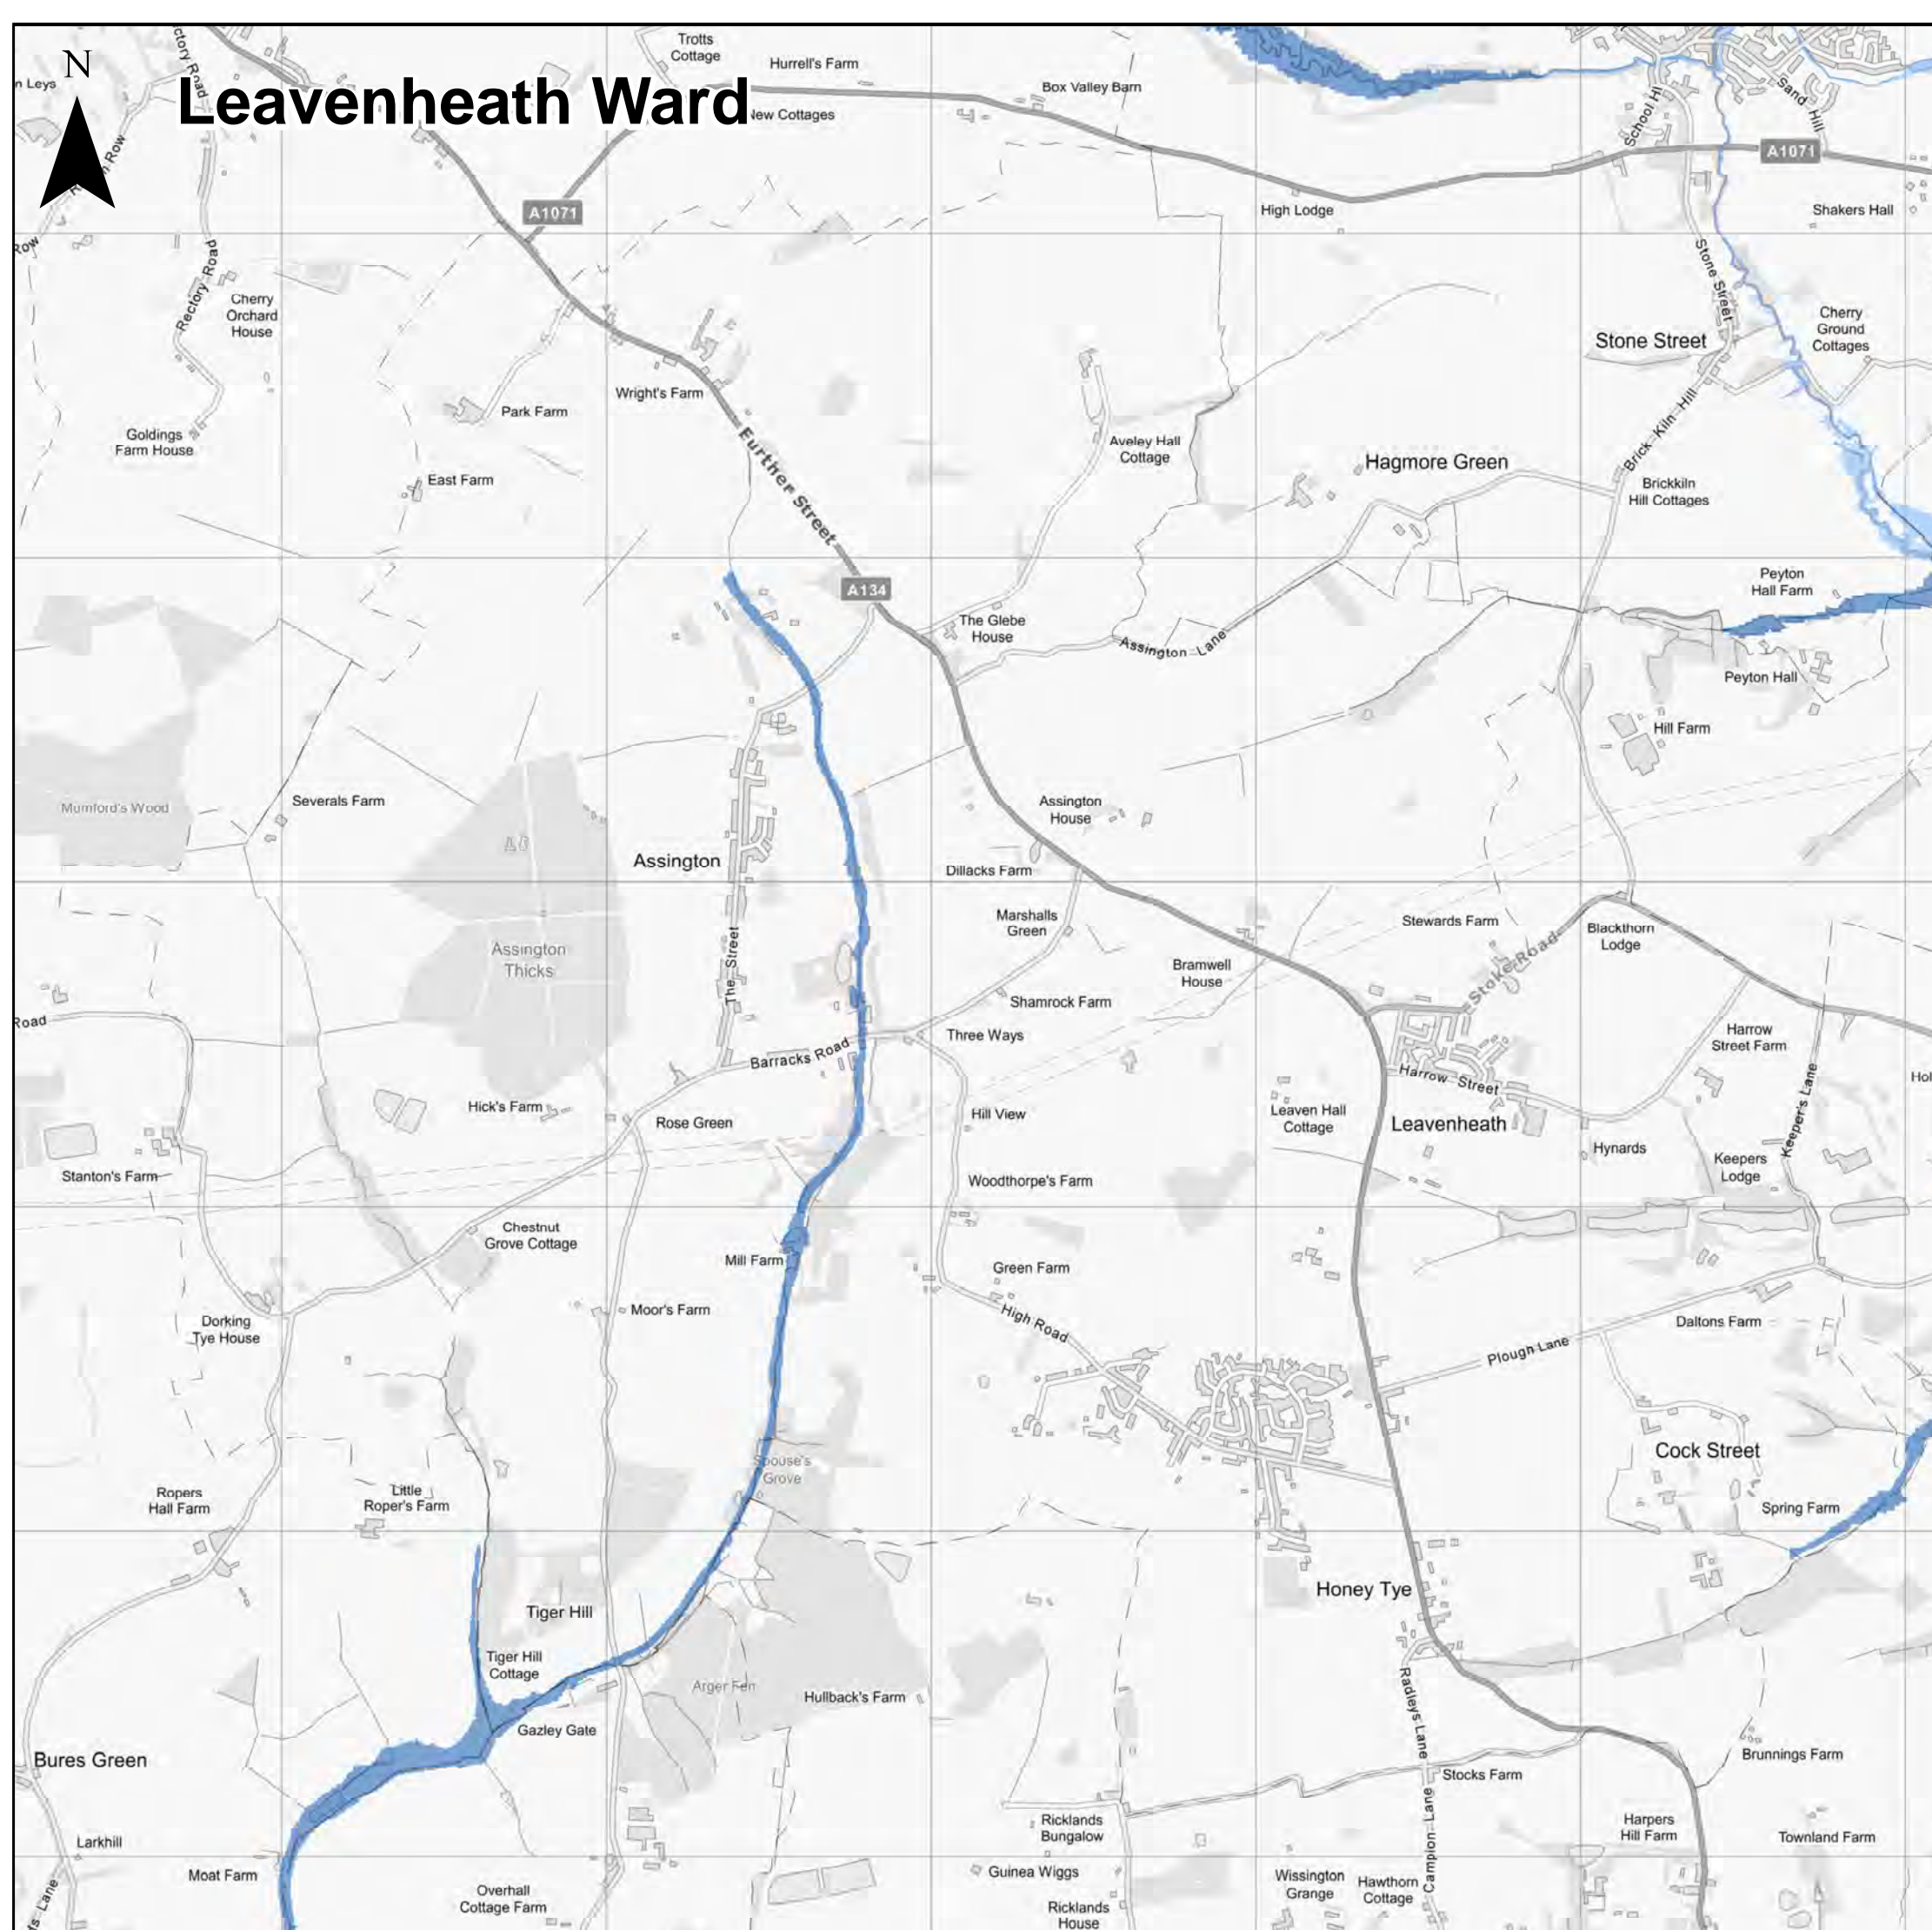 N
Leavenheath Ward
n Leys
Trotts
Cottage
Hurrell's Farm
Box Valley Barn
New Cottages
School Hl
Sand Hill
A1071
A1071
High Lodge
Shakers Hall
Row
Rectory Road
Cherry
Orchard
House
Stone Street
Stone Street
Cherry
Ground
Cottages
Wright's Farm
Park Farm
Goldings
Farm House
East Farm
Further Street
Aveley Hall
Cottage
Hagmore Green
Brick Kiln Hill
Brickkiln
Hill Cottages
A134
Peyton
Hall Farm
The Glebe
House
Assington Lane
Peyton Hall
Hill Farm
Mumford's Wood
Severals Farm
Assington
House
Assington
Dillacks Farm
Marshalls
Green
Stewards Farm
Blackthorn
Lodge
Assington
Thicks
The Street
Bramwell
House
Stoke Road
Road
Shamrock Farm
Three Ways
Harrow
Street Farm
Barracks Road
Harrow Street
Keeper's Lane
Hol
Hick's Farm
Rose Green
Hill View
Leaven Hall
Cottage
Leavenheath
Hynards
Keepers
Lodge
Stanton's Farm
Woodthorpe's Farm
Chestnut
Grove Cottage
Mill Farm
Green Farm
Moor's Farm
High Road
Dorking
Tye House
Daltons Farm
Plough Lane
Cock Street
Spouse's
Grove
Ropers
Hall Farm
Little
Roper's Farm
Spring Farm
Honey Tye
Tiger Hill
Tiger Hill
Cottage
Arger Fen
Hullback's Farm
Radleys Lane
Gazley Gate
Bures Green
Brunnings Farm
Stocks Farm
Larkhill
Ricklands
Bungalow
Campion Lane
Harpers
Hill Farm
Townland Farm
Moat Farm
Guinea Wiggs
Wissington
Grange
Hawthorn
Cottage
Overhall
Cottage Farm
Ricklands
House